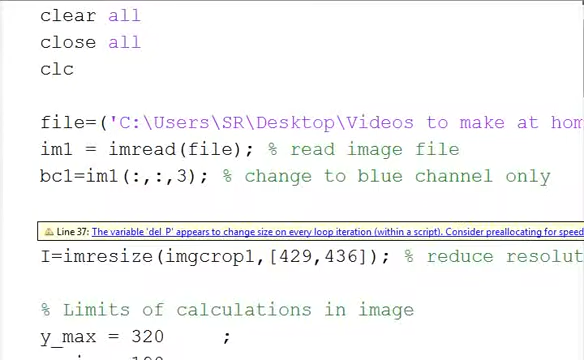 clear all
close all
clc
file=('C:\Users\SR\Desktop\Videos to make at hom
im1 = imread(file); % read image file
bc1=im1(:,:,3); % change to blue channel only
Line 37: The variable 'del_P' appears to change size on every loop iteration (within a script). Consider preallocating for speed
I=imresize(imgcrop1,[429,436]); % reduce resolut
% Limits of calculations in image
y_max = 320 ;